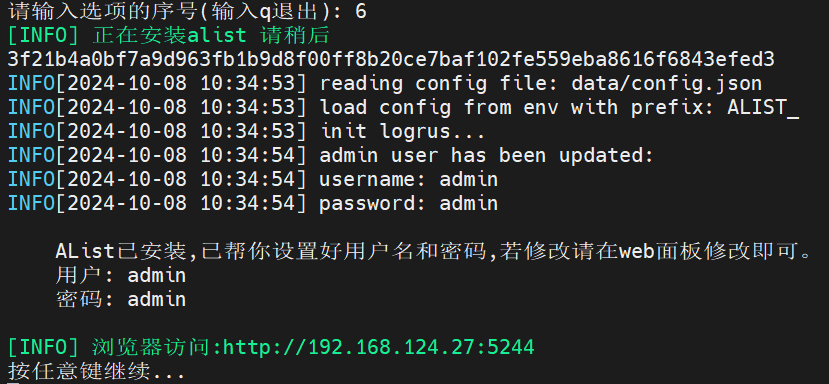 请输入选项的序号(输入q退出): 6
[INFO] 正在安装alist 请稍后
3f21b4a0bf7a9d963fb1b9d8f00ff8b20ce7baf102fe559eba8616f6843efed3
INFO[2024-10-08 10:34:53] reading config file: data/config.json
INFO[2024-10-08 10:34:53] load config from env with prefix: ALIST_
INFO[2024-10-08 10:34:53] init logrus...
INFO[2024-10-08 10:34:54] admin user has been updated:
INFO[2024-10-08 10:34:54] username: admin
INFO[2024-10-08 10:34:54] password: admin
AList已安装,已帮你设置好用户名和密码,若修改请在web面板修改即可。
用户: admin
密码: admin
[INFO] 浏览器访问:http://192.168.124.27:5244
按任意键继续...